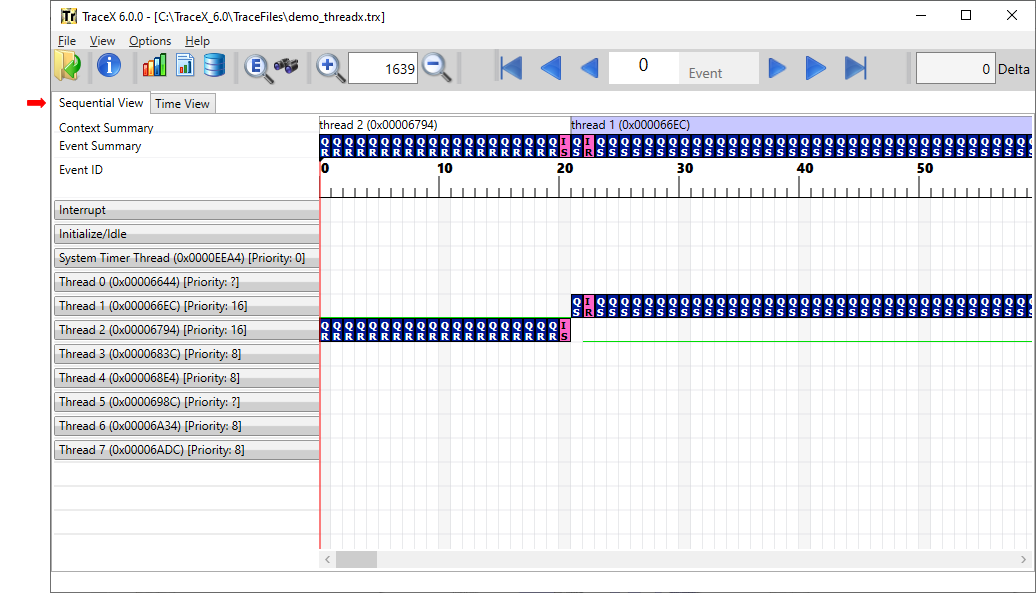 TraceX 6.0.0 - [C:\TraceX_6.0\TraceFiles\demo_threadx.trx]
File View Options Help
E 1639 0 Event 0 Delta
Sequential View Time View
Context Summary thread 2 (0x00006794) thread 1 (0x000066EC)
Event Summary Q Q Q Q Q Q Q Q Q Q Q Q Q Q Q Q Q Q Q Q I Q I Q Q Q Q Q Q Q Q Q Q Q Q Q Q Q Q Q Q Q Q Q Q Q Q Q Q Q Q Q Q Q Q Q Q Q Q
R R R R R R R R R R R R R R R R R R R R S S R S S S S S S S S S S S S S S S S S S S S S S S S S S S S S S S S S S S S
Event ID 0 10 20 30 40 50
Interrupt
Initialize/Idle
System Timer Thread (0x0000EEA4) [Priority: 0]
Thread 0 (0x00006644) [Priority: ?]
Thread 1 (0x000066EC) [Priority: 16] Q I Q Q Q Q Q Q Q Q Q Q Q Q Q Q Q Q Q Q Q Q Q Q Q Q Q Q Q Q Q Q Q Q Q Q Q Q
S R S S S S S S S S S S S S S S S S S S S S S S S S S S S S S S S S S S S S
Thread 2 (0x00006794) [Priority: 16] Q Q Q Q Q Q Q Q Q Q Q Q Q Q Q Q Q Q Q Q I
R R R R R R R R R R R R R R R R R R R R S
Thread 3 (0x0000683C) [Priority: 8]
Thread 4 (0x000068E4) [Priority: 8]
Thread 5 (0x0000698C) [Priority: ?]
Thread 6 (0x00006A34) [Priority: 8]
Thread 7 (0x00006ADC) [Priority: 8]